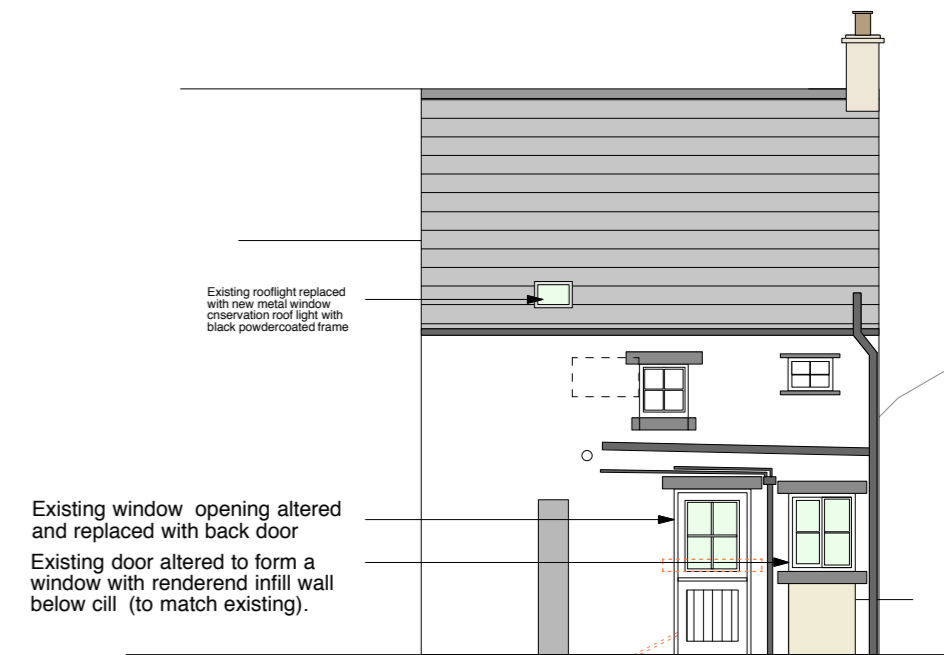 Existing rooflight replaced
with new metal window
cnservation roof light with
black powdercoated frame
Existing window opening altered
and replaced with back door
Existing door altered to form a
window with renderend infill wall
below cill (to match existing).